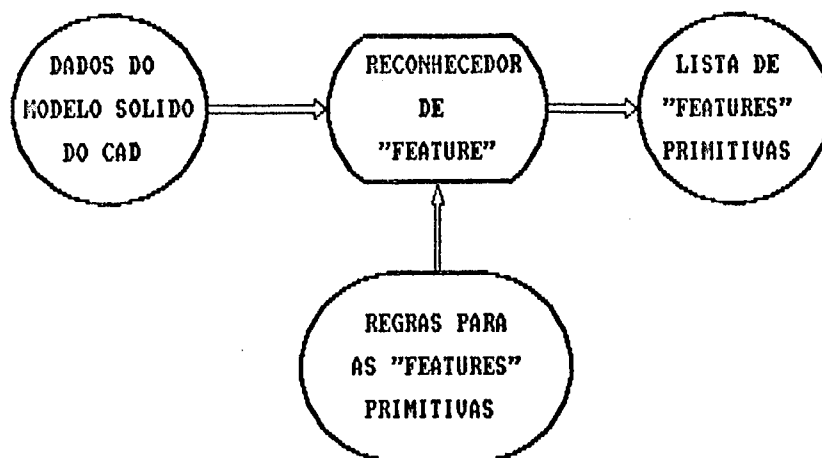 DADOS DO
MODELO SOLIDO
DO CAD
RECONHECEDOR
DE
"FEATURE"
LISTA DE
"FEATURES"
PRIMITIVAS
REGRAS PARA
AS "FEATURES"
PRIMITIVAS